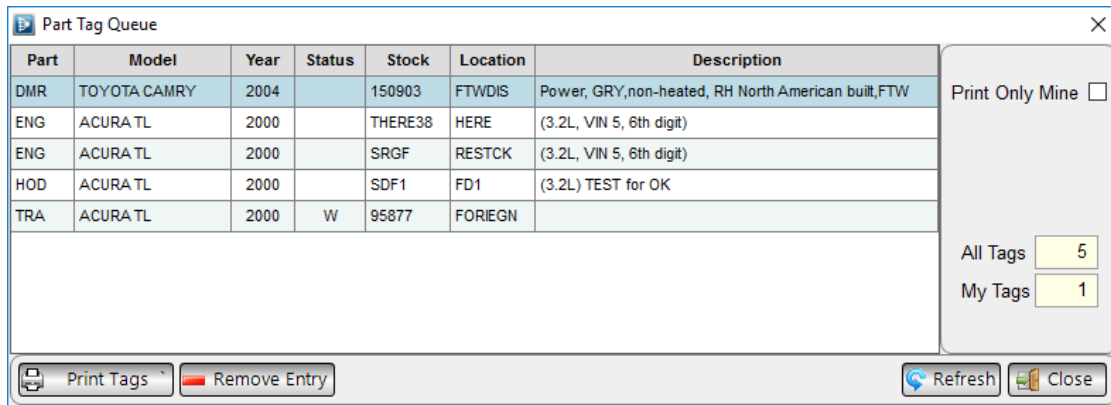 Part Tag Queue
Part Model Year Status Stock Location Description
DMR TOYOTA CAMRY 2004 150903 FTWDIS Power, GRY,non-heated, RH North American built,FTW
ENG ACURA TL 2000 THERE38 HERE (3.2L, VIN 5, 6th digit)
ENG ACURA TL 2000 SRGF RESTCK (3.2L, VIN 5, 6th digit)
HOD ACURA TL 2000 SDF1 FD1 (3.2L) TEST for OK
TRA ACURA TL 2000 W 95877 FORIEGN
Print Only Mine
All Tags 5
My Tags 1
Print Tags ` Remove Entry Refresh Close